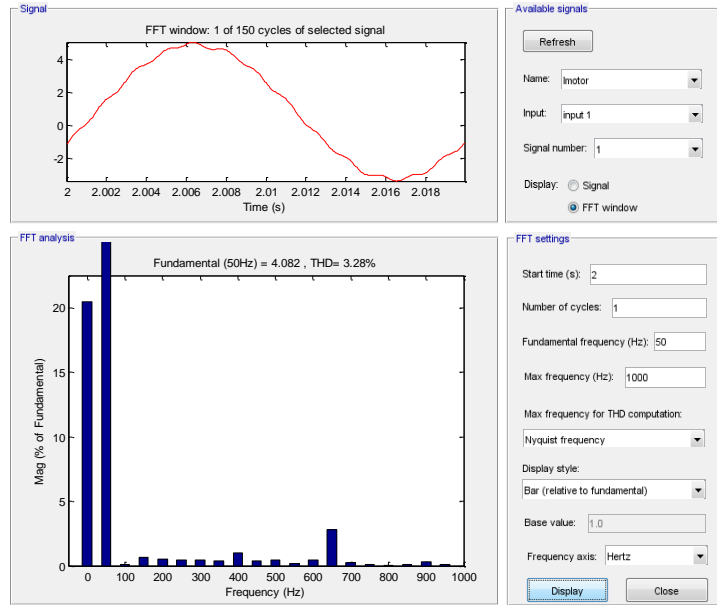 Signal
FFT window: 1 of 150 cycles of selected signal
4
2
0
-2
2 2.002 2.004 2.006 2.008 2.01 2.012 2.014 2.016 2.018
Time (s)
Available signals
Refresh
Name: Imotor
Input: input 1
Signal number: 1
Display: Signal
FFT window
FFT analysis
Fundamental (50Hz) = 4.082 , THD= 3.28%
20
15
10
5
0
Mag (% of Fundamental)
0 100 200 300 400 500 600 700 800 900 1000
Frequency (Hz)
FFT settings
Start time (s): 2
Number of cycles: 1
Fundamental frequency (Hz): 50
Max frequency (Hz): 1000
Max frequency for THD computation:
Nyquist frequency
Display style:
Bar (relative to fundamental)
Base value: 1.0
Frequency axis: Hertz
Display Close